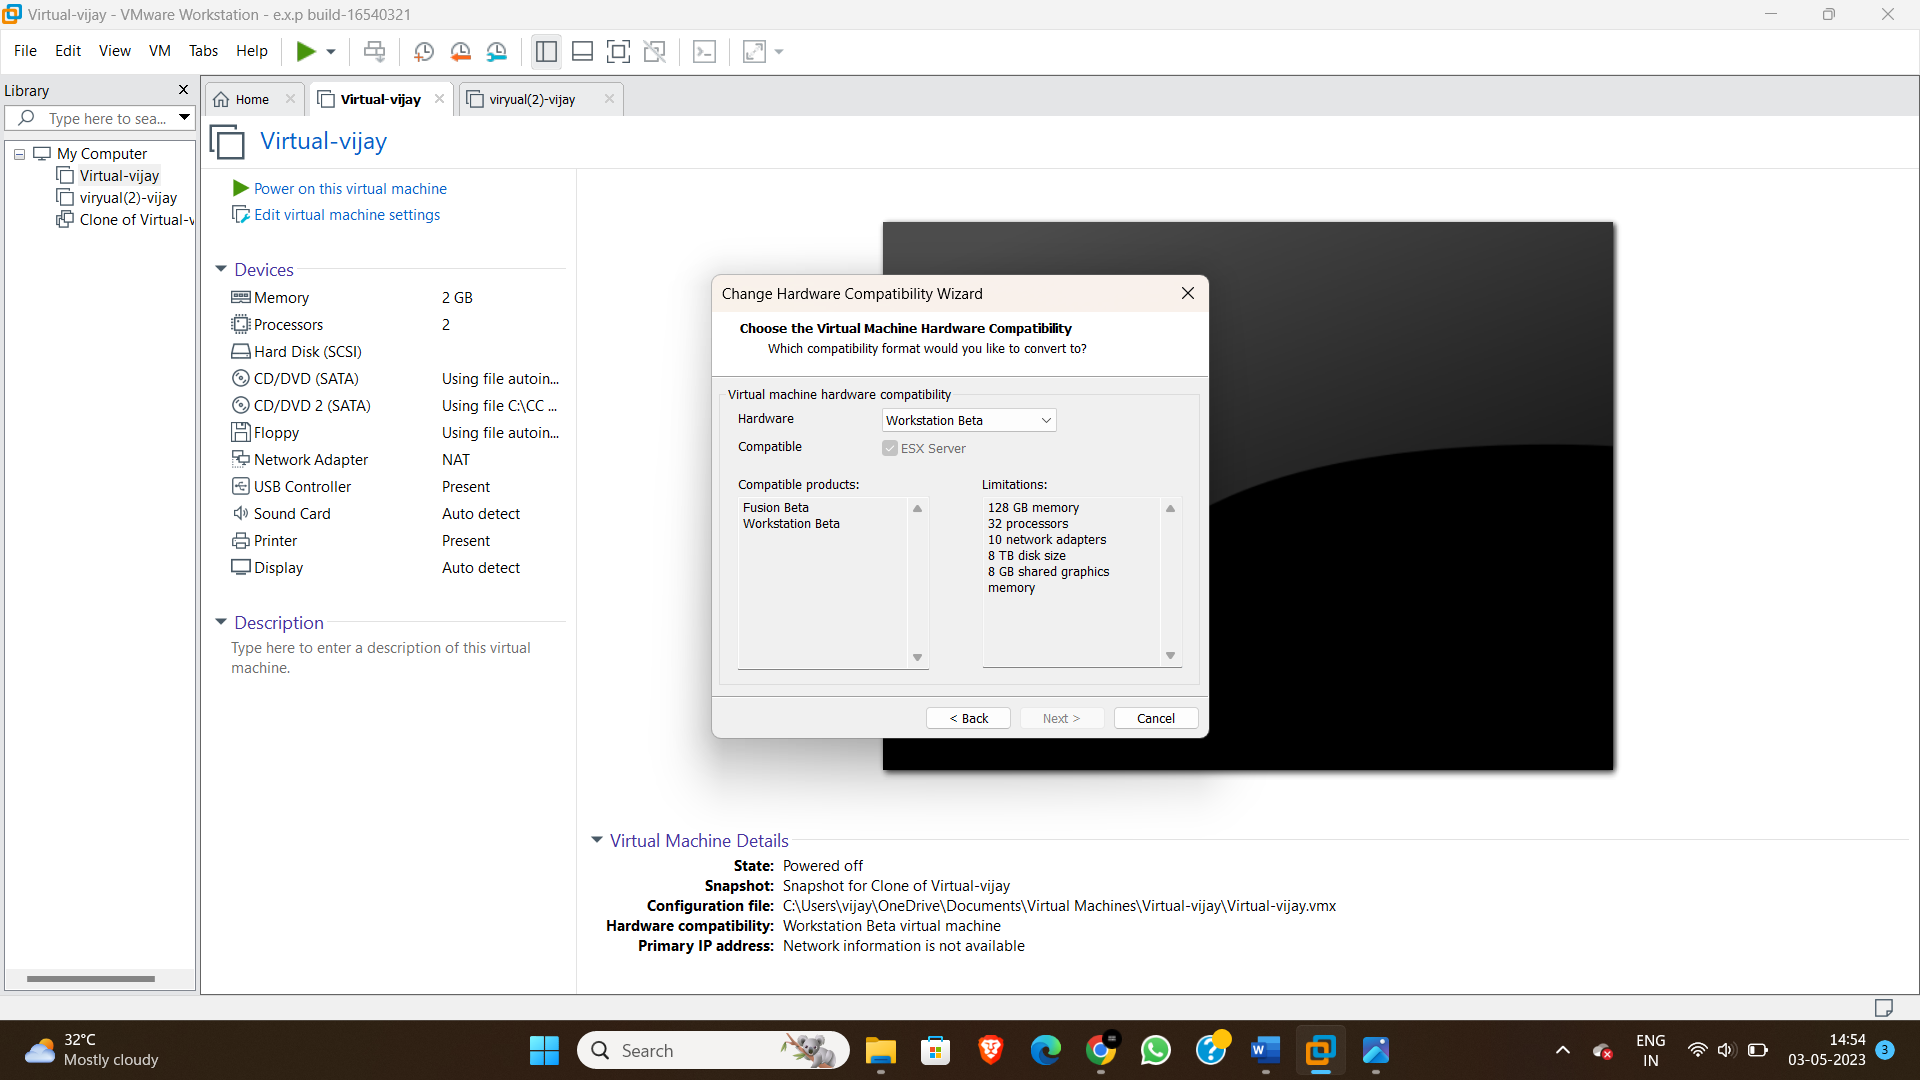 Virtual-vijay - VMware Workstation - e.x.p build-16540321
File Edit View VM Tabs Help
Library
Type here to sea...
My Computer
Virtual-vijay
viryual(2)-vijay
Clone of Virtual-v
Home
Virtual-vijay
viryual(2)-vijay
Virtual-vijay
Power on this virtual machine
Edit virtual machine settings
Devices
Memory 2 GB
Processors 2
Hard Disk (SCSI)
CD/DVD (SATA) Using file autoin...
CD/DVD 2 (SATA) Using file C:\CC ...
Floppy Using file autoin...
Network Adapter NAT
USB Controller Present
Sound Card Auto detect
Printer Present
Display Auto detect
Description
Type here to enter a description of this virtual
machine.
Change Hardware Compatibility Wizard
Choose the Virtual Machine Hardware Compatibility
Which compatibility format would you like to convert to?
Virtual machine hardware compatibility
Hardware Workstation Beta
Compatible ESX Server
Compatible products:
Fusion Beta
Workstation Beta
Limitations:
128 GB memory
32 processors
10 network adapters
8 TB disk size
8 GB shared graphics
memory
< Back Next > Cancel
Virtual Machine Details
State: Powered off
Snapshot: Snapshot for Clone of Virtual-vijay
Configuration file: C:\Users\vijay\OneDrive\Documents\Virtual Machines\Virtual-vijay\Virtual-vijay.vmx
Hardware compatibility: Workstation Beta virtual machine
Primary IP address: Network information is not available
32°C
Mostly cloudy
Search
W
ENG
IN
14:54
03-05-2023
3